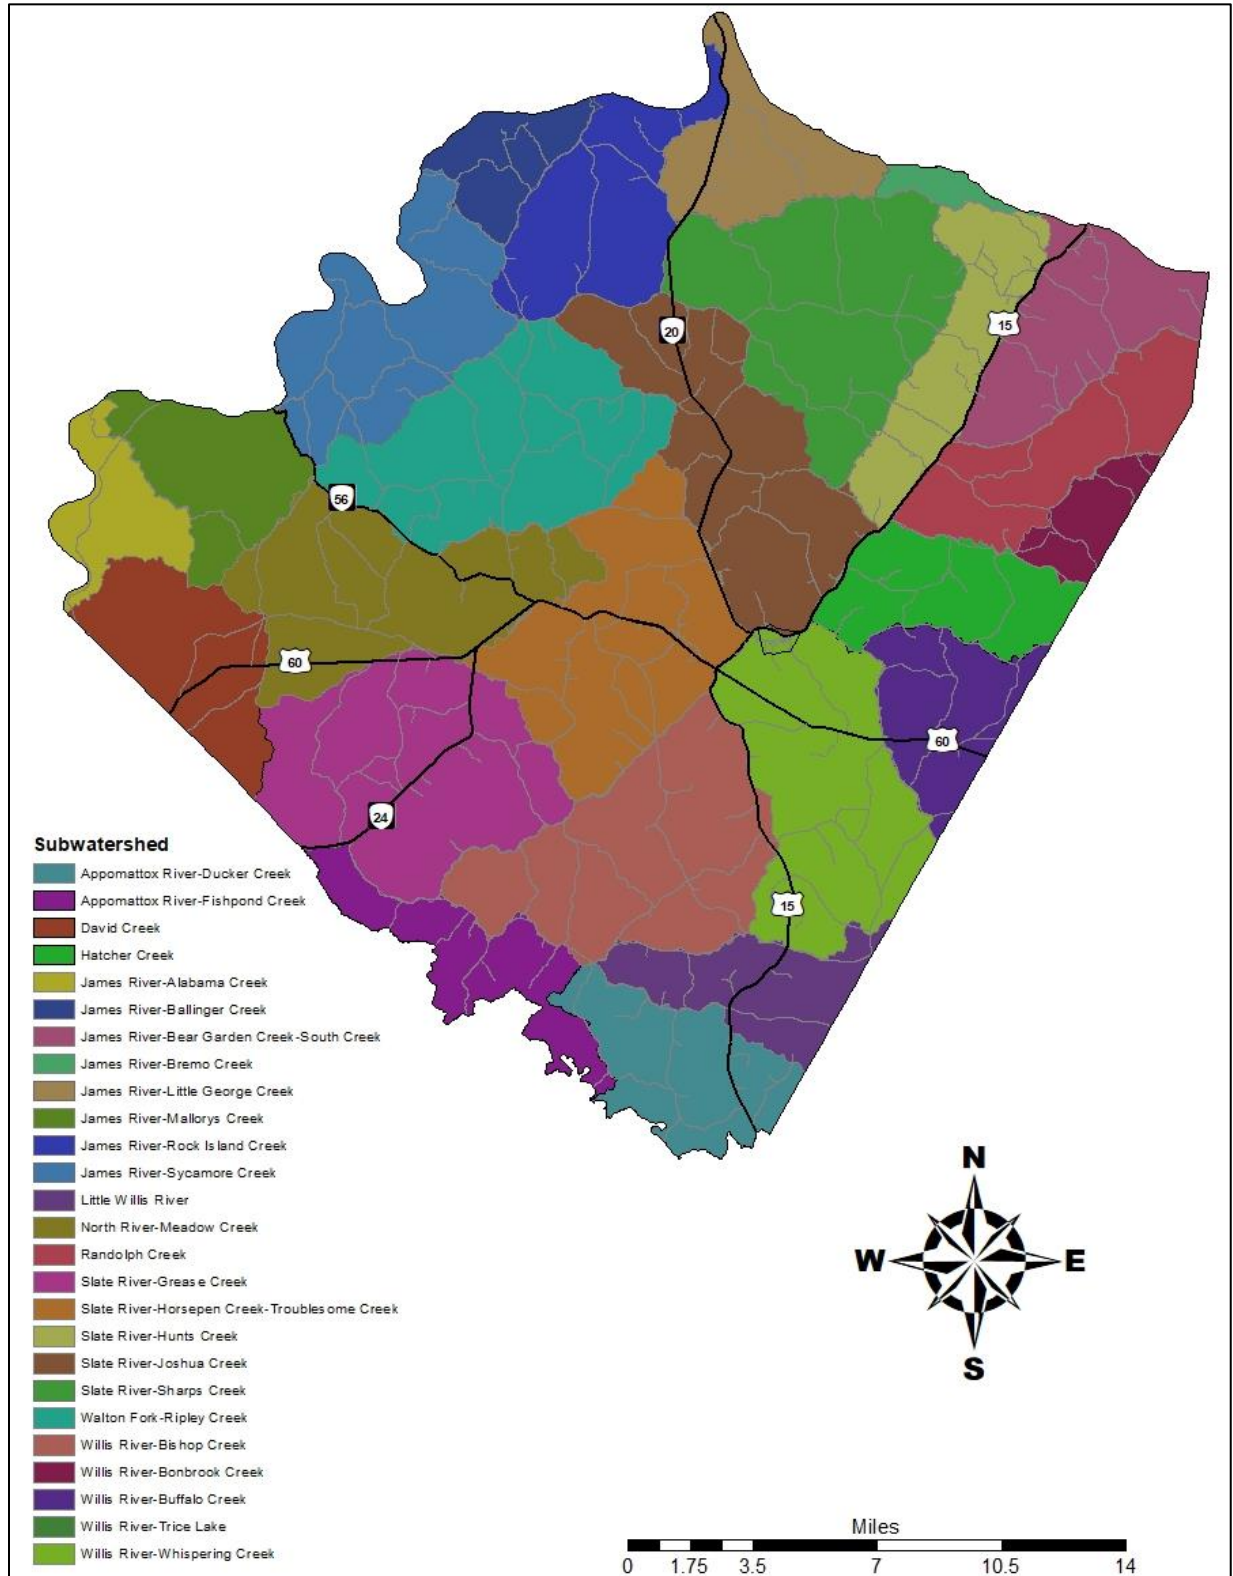 20
15
56
60
60
24
15
Subwatershed
Appomattox River-Ducker Creek
Appomattox River-Fishpond Creek
David Creek
Hatcher Creek
James River-Alabama Creek
James River-Ballinger Creek
James River-Bear Garden Creek-South Creek
James River-Bremo Creek
James River-Little George Creek
James River-Mallorys Creek
James River-Rock Island Creek
James River-Sycamore Creek
Little Willis River
North River-Meadow Creek
Randolph Creek
Slate River-Grease Creek
Slate River-Horsepen Creek-Troublesome Creek
Slate River-Hunts Creek
Slate River-Joshua Creek
Slate River-Sharps Creek
Walton Fork-Ripley Creek
Willis River-Bishop Creek
Willis River-Bonbrook Creek
Willis River-Buffalo Creek
Willis River-Trice Lake
Willis River-Whispering Creek
N
W E
S
Miles
0 1.75 3.5 7 10.5 14